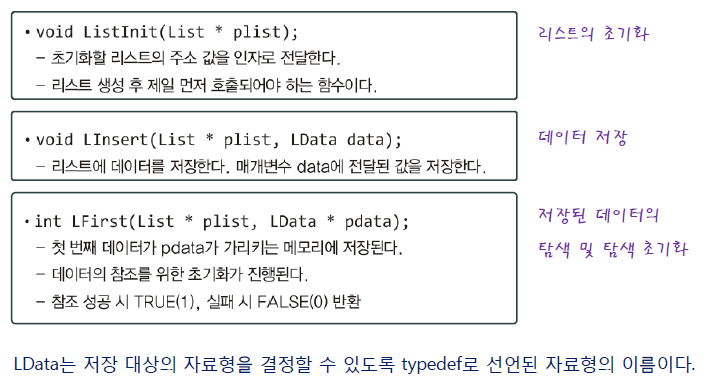 • void ListInit(List * plist);
리스트의 초기화
– 초기화할 리스트의 주소 값을 인자로 전달한다.
– 리스트 생성 후 제일 먼저 호출되어야 하는 함수이다.
• void LInsert(List * plist, LData data);
데이터 저장
– 리스트에 데이터를 저장한다. 매개변수 data에 전달된 값을 저장한다.
• int LFirst(List * plist, LData * pdata);
저장된 데이터의
탐색 및 탐색 초기화
– 첫 번째 데이터가 pdata가 가리키는 메모리에 저장된다.
– 데이터의 참조를 위한 초기화가 진행된다.
– 참조 성공 시 TRUE(1), 실패 시 FALSE(0) 반환
LData는 저장 대상의 자료형을 결정할 수 있도록 typedef로 선언된 자료형의 이름이다.